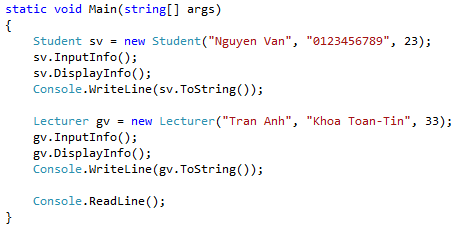 static void Main(string[] args)
{
    Student sv = new Student("Nguyen Van", "0123456789", 23);
    sv.InputInfo();
    sv.DisplayInfo();
    Console.WriteLine(sv.ToString());

    Lecturer gv = new Lecturer("Tran Anh", "Khoa Toan-Tin", 33);
    gv.InputInfo();
    gv.DisplayInfo();
    Console.WriteLine(gv.ToString());

    Console.ReadLine();
}